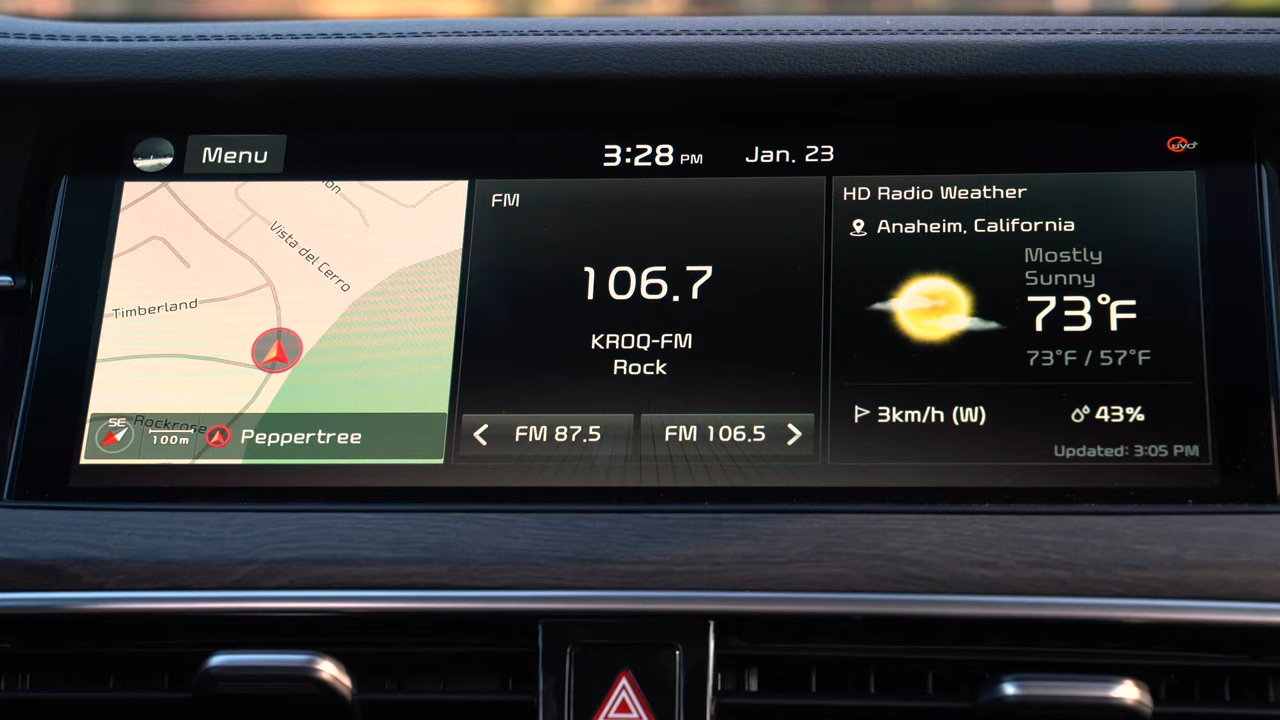 Menu
3:28 PM
Jan. 23
UVO
Vista del Cerro
Timberland
Rockrose
SE
100m
Peppertree
FM
106.7
KROQ-FM
Rock
FM 87.5
FM 106.5
HD Radio Weather
Anaheim, California
Mostly
Sunny
73°F
73°F / 57°F
3km/h (W)
43%
Updated: 3:05 PM